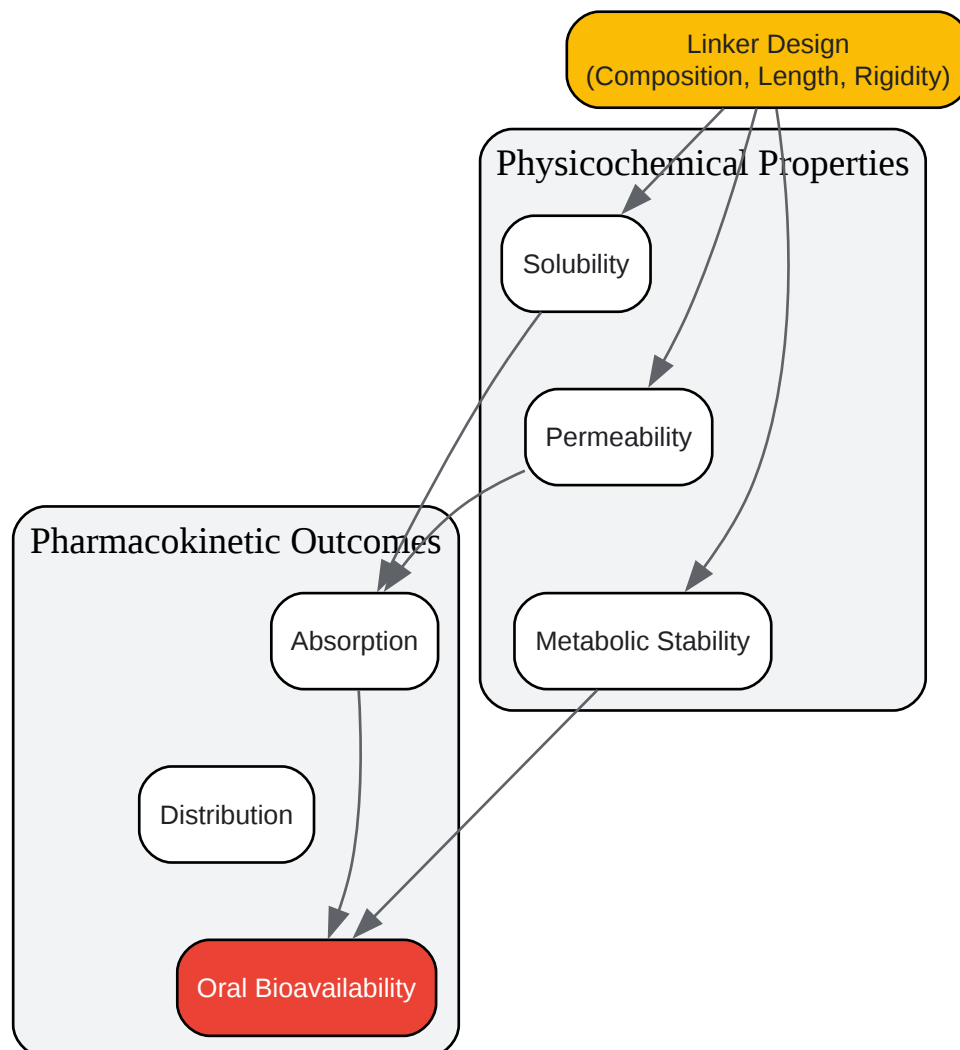 Linker Design
(Composition, Length, Rigidity)
Physicochemical Properties
Solubility
Permeability
Pharmacokinetic Outcomes
Absorption
Metabolic Stability
Distribution
Oral Bioavailability